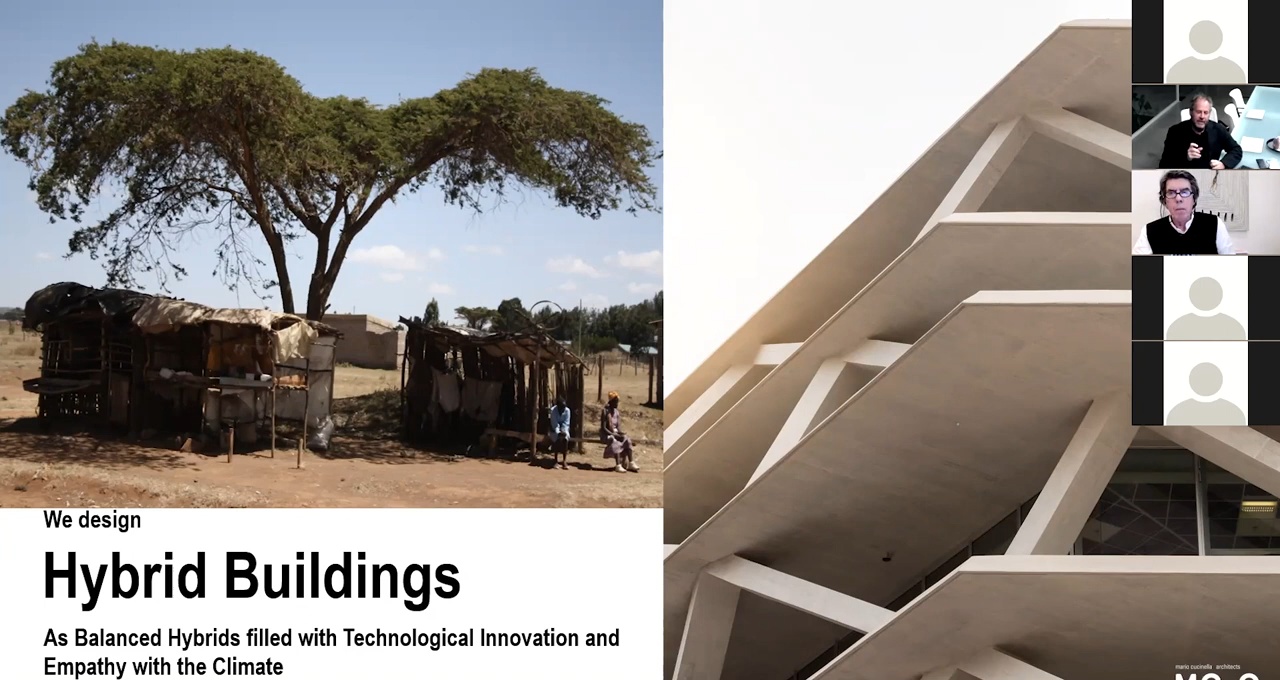 We design
Hybrid Buildings
As Balanced Hybrids filled with Technological Innovation and
Empathy with the Climate
mario cucinella architects